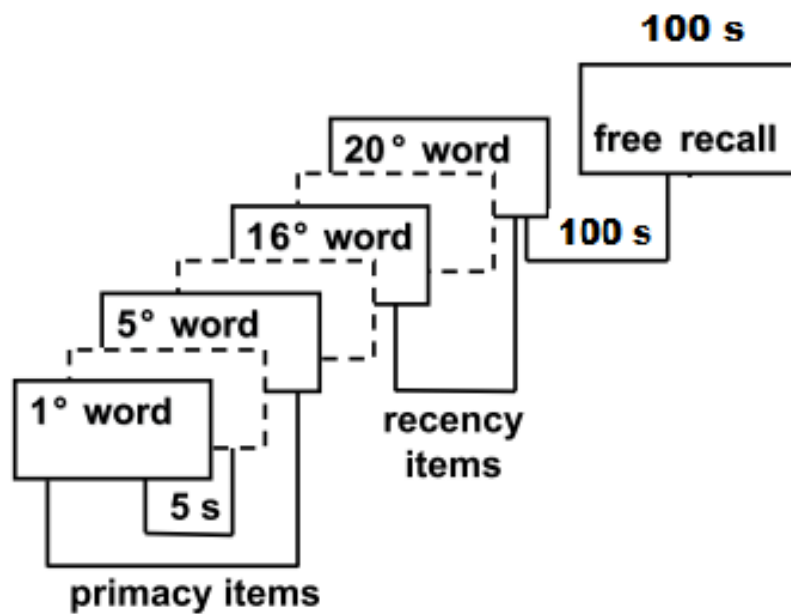 100 s
free recall
20° word
100 s
16° word
5° word
recency
items
1° word
5 s
primacy items